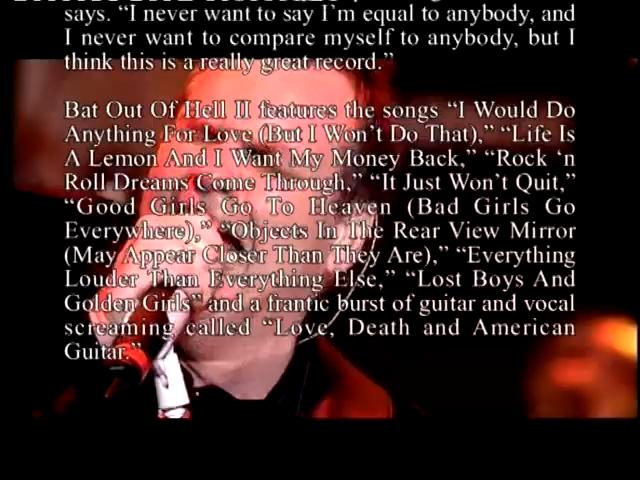 says. “I never want to say I’m equal to anybody, and
I never want to compare myself to anybody, but I
think this is a really great record.”
Bat Out Of Hell II features the songs “I Would Do
Anything For Love (But I Won’t Do That),” “Life Is
A Lemon And I Want My Money Back,” “Rock ‘n
Roll Dreams Come Through,” “It Just Won’t Quit,”
“Good Girls Go To Heaven (Bad Girls Go
Everywhere),” “Objects In The Rear View Mirror
(May Appear Closer Than They Are),” “Everything
Louder Than Everything Else,” “Lost Boys And
Golden Girls” and a frantic burst of guitar and vocal
screaming called “Love, Death and American
Guitar.”